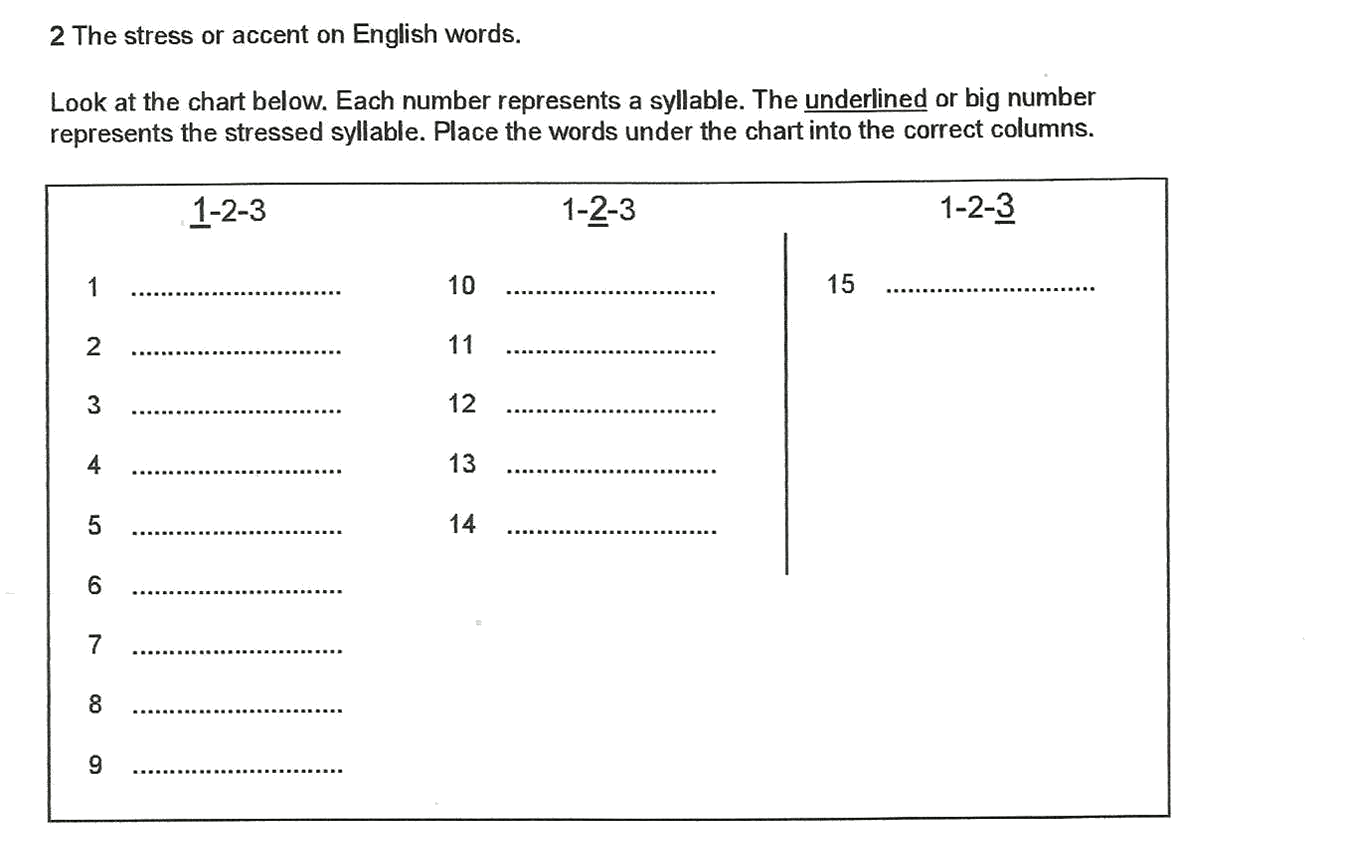 2 The stress or accent on English words.
Look at the chart below. Each number represents a syllable. The underlined or big number
represents the stressed syllable. Place the words under the chart into the correct columns.
1-2-3 1-2-3 1-2-3
1 ............................ 10 ............................ 15 ............................
2 ............................ 11 ............................
3 ............................ 12 ............................
4 ............................ 13 ............................
5 ............................ 14 ............................
6 ............................
7 ............................
8 ............................
9 ............................